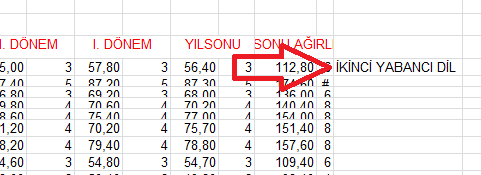 I. DÖNEM I. DÖNEM YILSONU SONU AĞIRLI
5,00 3 57,80 3 56,40 3 112,80 İKİNCİ YABANCI DİL
7,40 5 87,20 5 87,30 #
6,80 3 69,20 3 68,00 3 136,00 6
9,80 4 70,60 4 70,20 4 140,40 8
8,60 4 75,40 4 77,00 4 154,00 8
1,20 4 70,20 4 75,70 4 151,40 8
8,20 4 79,40 4 78,80 4 157,60 8
4,60 3 54,80 3 54,70 3 109,40 6